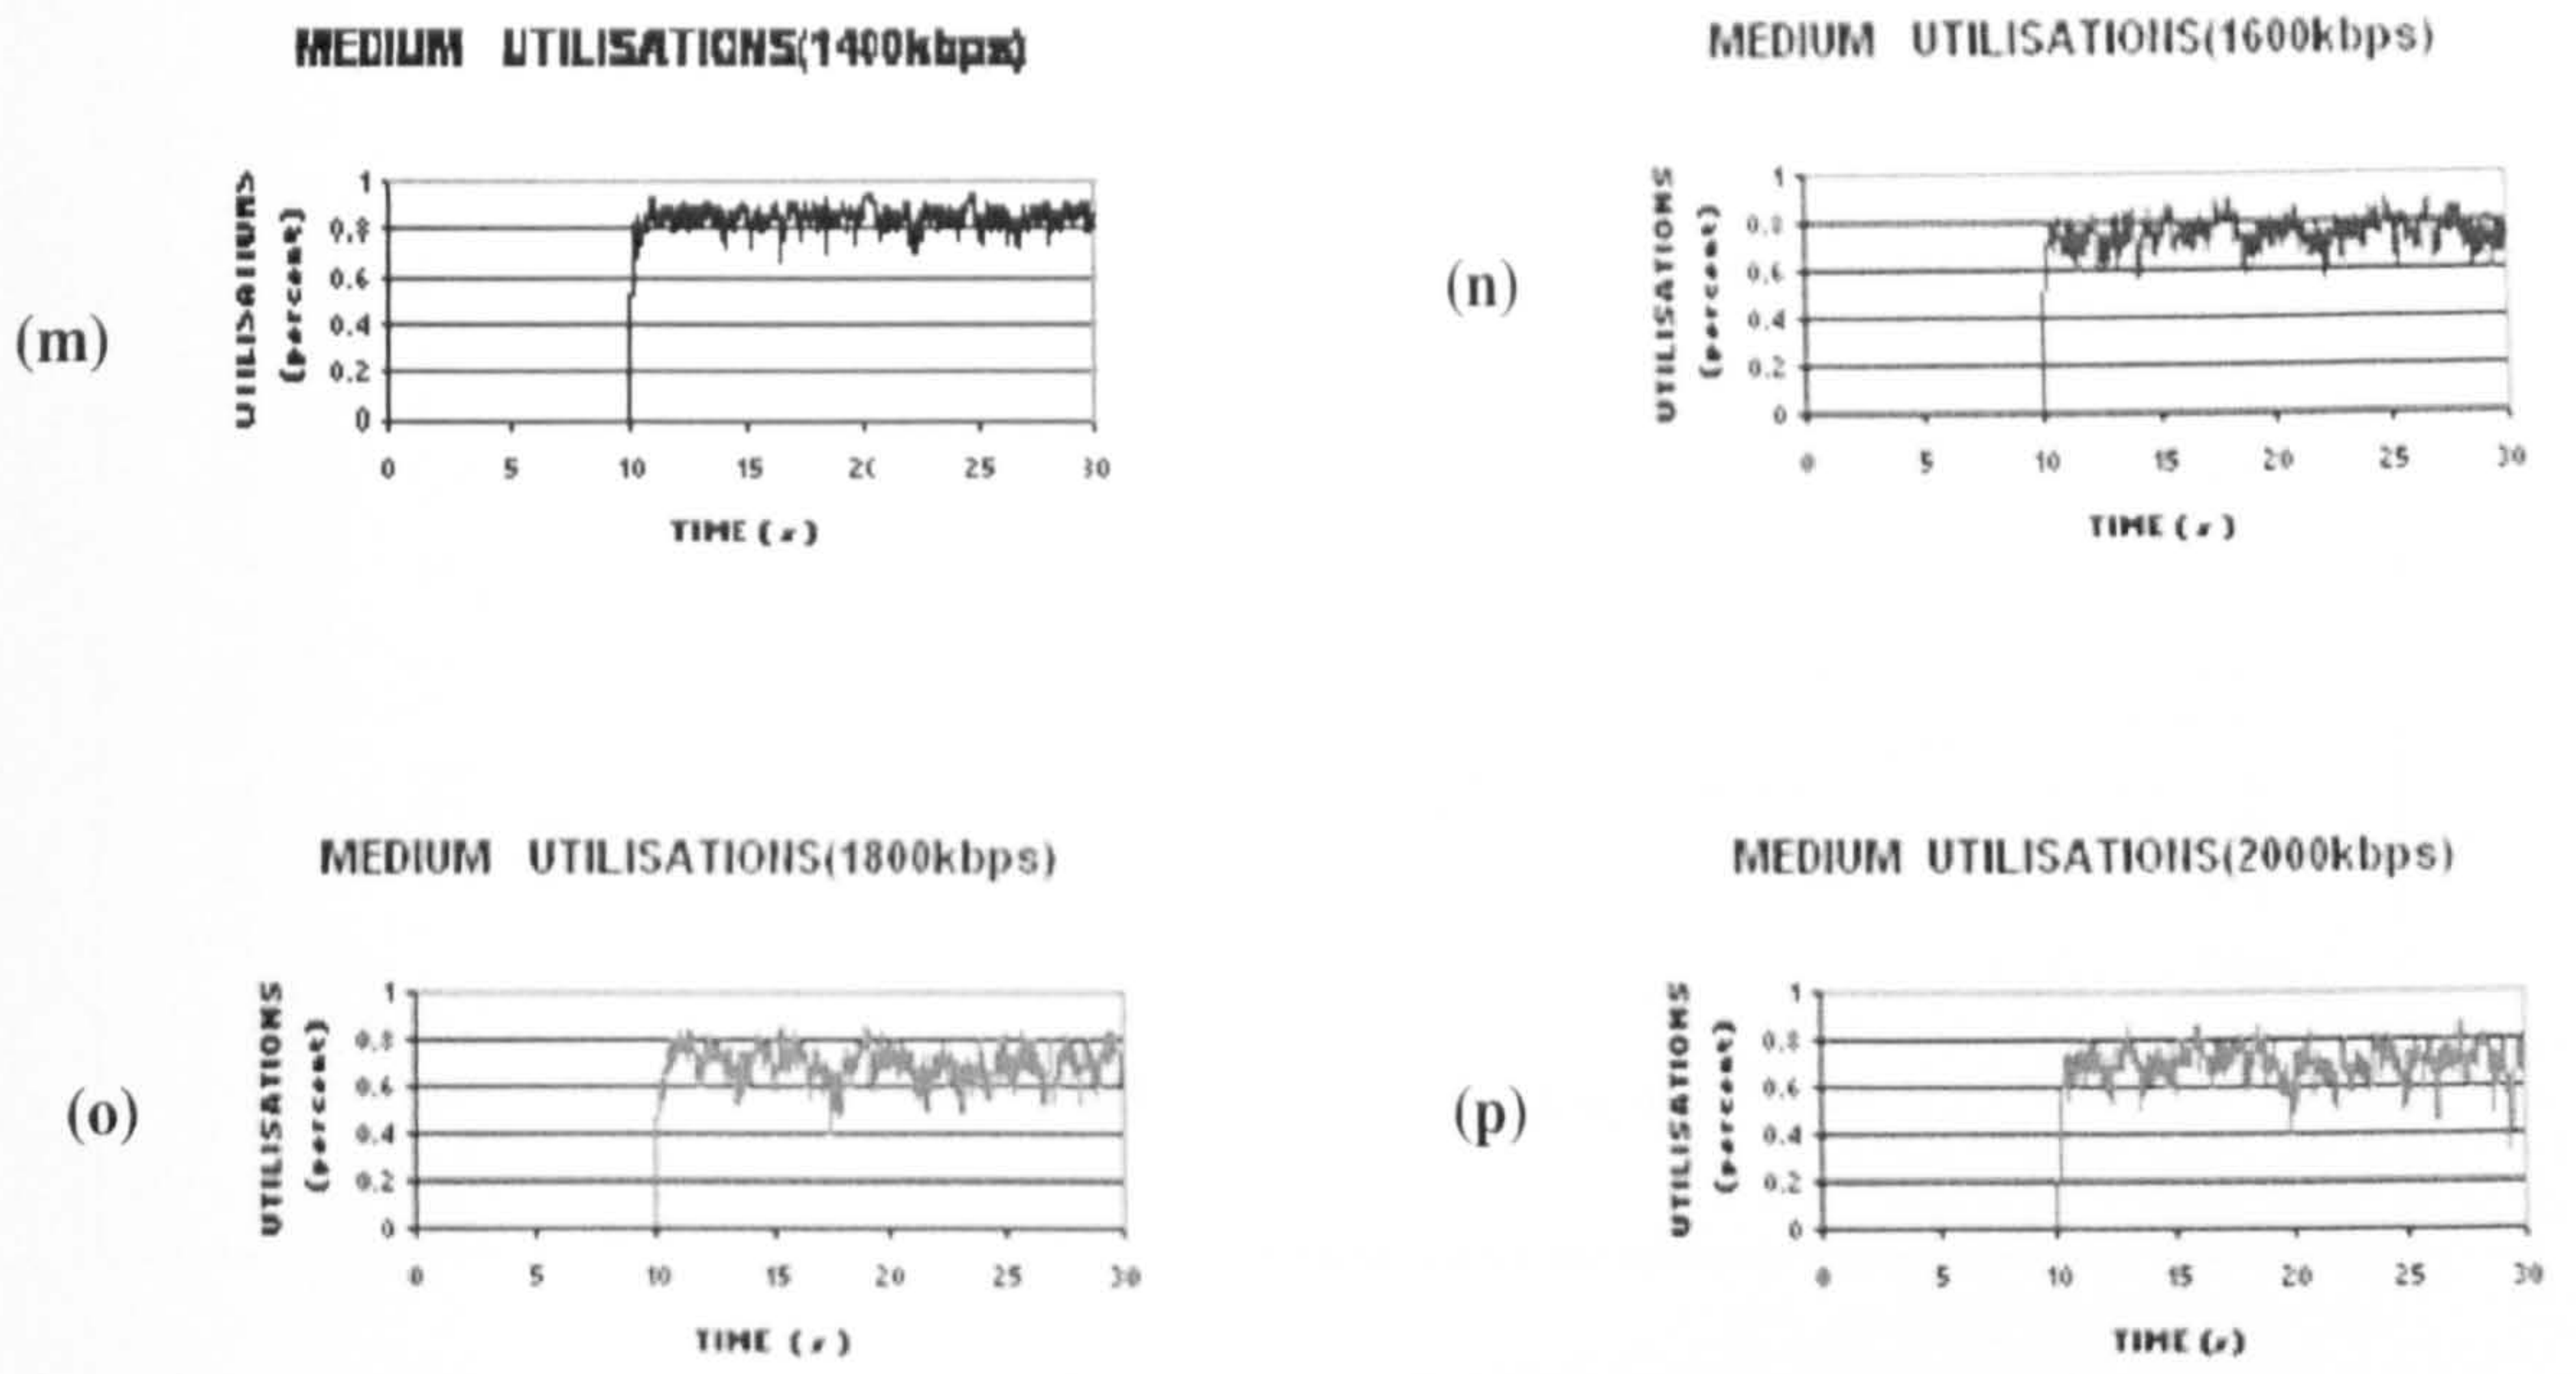 MEDIUM UTILISATIONS(1400kbps)
UTILISATIONS
(percent)
1
0.8
0.6
0.4
0.2
0
0 5 10 15 20 25 30
TIME (s)
(m)
MEDIUM UTILISATIONS(1600kbps)
UTILISATIONS
(percent)
1
0.8
0.6
0.4
0.2
0
0 5 10 15 20 25 30
TIME (s)
(n)
MEDIUM UTILISATIONS(1800kbps)
UTILISATIONS
(percent)
1
0.8
0.6
0.4
0.2
0
0 5 10 15 20 25 30
TIME (s)
(o)
MEDIUM UTILISATIONS(2000kbps)
UTILISATIONS
(percent)
1
0.8
0.6
0.4
0.2
0
0 5 10 15 20 25 30
TIME (s)
(p)